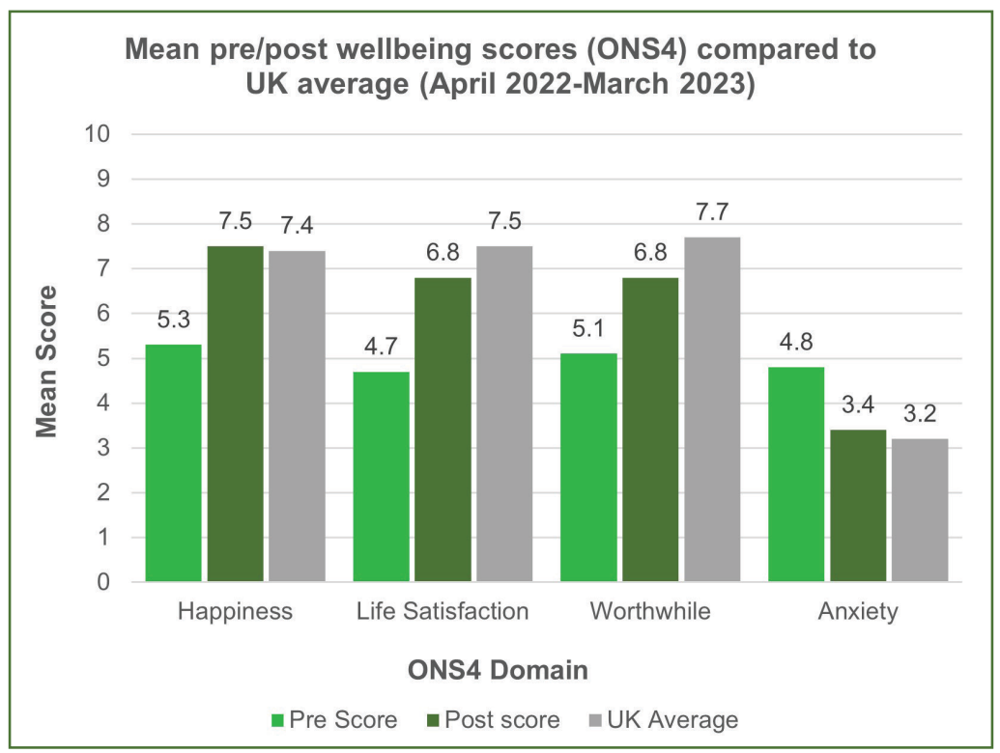 Mean pre/post wellbeing scores (ONS4) compared to
UK average (April 2022-March 2023)
Mean Score
10
9
8
7
6
5
4
3
2
1
0
5.3
7.5
7.4
4.7
6.8
7.5
5.1
6.8
7.7
4.8
3.4
3.2
Happiness
Life Satisfaction
Worthwhile
Anxiety
ONS4 Domain
Pre Score
Post score
UK Average